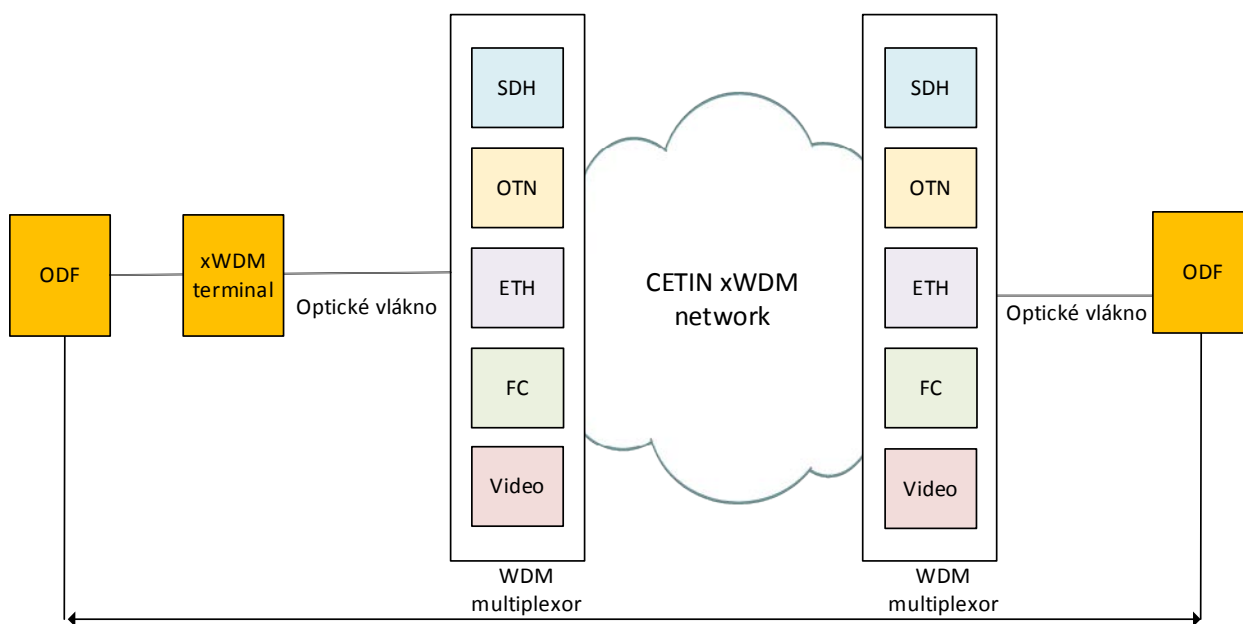 ODF
xWDM
terminal
Optické vlákno
SDH
OTN
ETH
FC
Video
WDM
multiplexor
CETIN xWDM
network
SDH
OTN
ETH
FC
Video
WDM
multiplexor
Optické vlákno
ODF